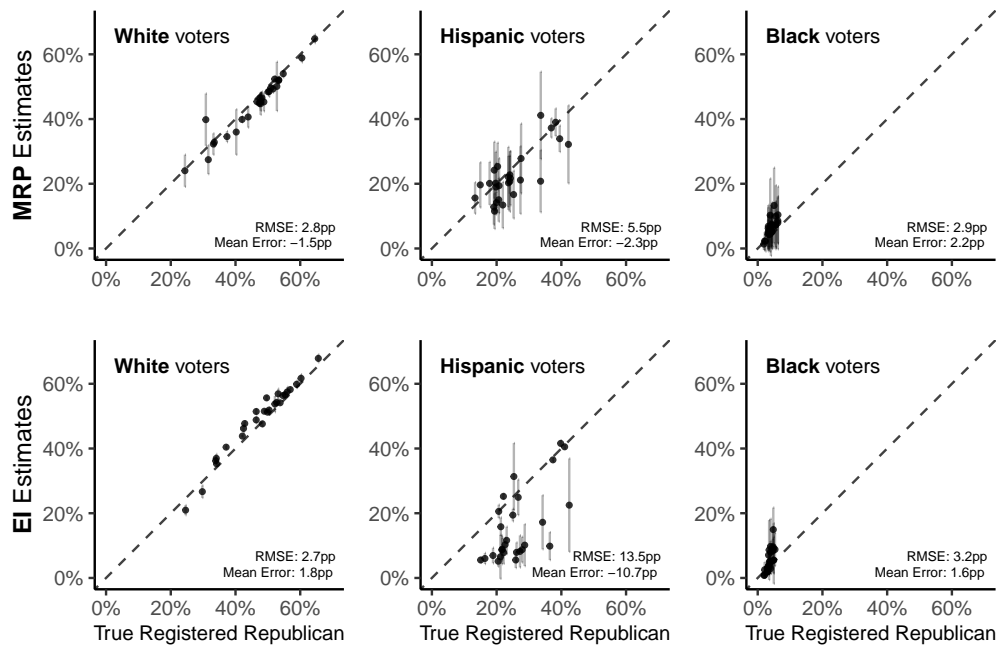 White voters
Hispanic voters
Black voters
MRP Estimates
60%
40%
20%
0%
RMSE: 2.8pp
Mean Error: −1.5pp
0% 20% 40% 60%
60%
40%
20%
0%
RMSE: 5.5pp
Mean Error: −2.3pp
0% 20% 40% 60%
60%
40%
20%
0%
RMSE: 2.9pp
Mean Error: 2.2pp
0% 20% 40% 60%
White voters
Hispanic voters
Black voters
EI Estimates
60%
40%
20%
0%
RMSE: 2.7pp
Mean Error: 1.8pp
0% 20% 40% 60%
True Registered Republican
60%
40%
20%
0%
RMSE: 13.5pp
Mean Error: −10.7pp
0% 20% 40% 60%
True Registered Republican
60%
40%
20%
0%
RMSE: 3.2pp
Mean Error: 1.6pp
0% 20% 40% 60%
True Registered Republican